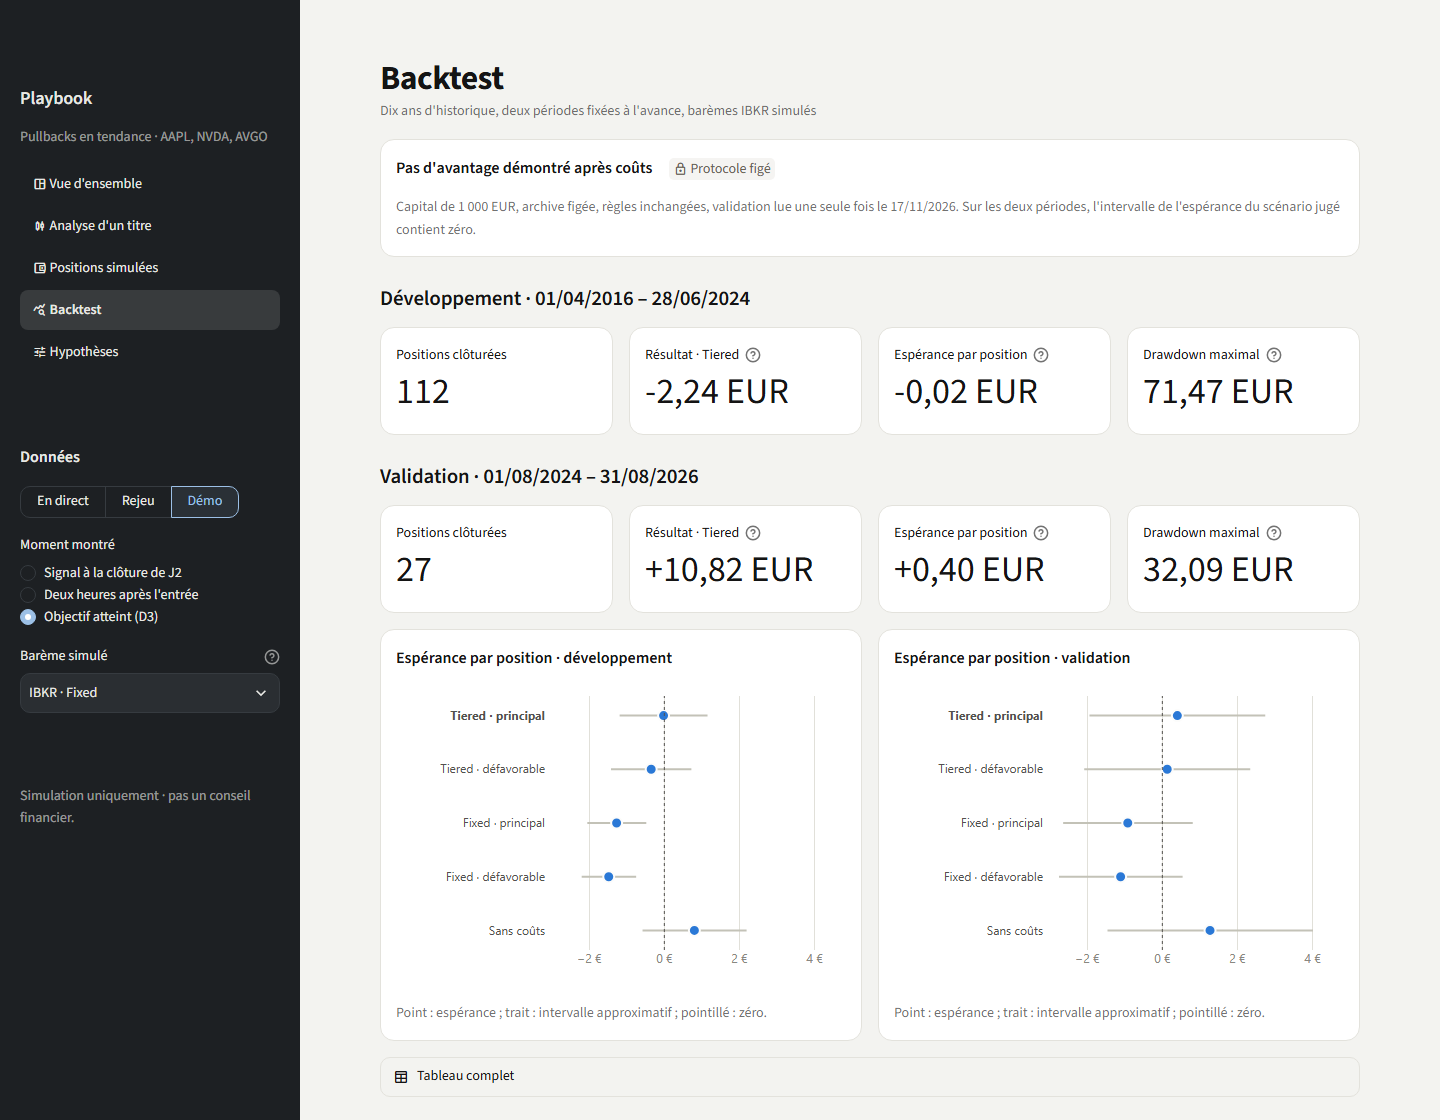 Playbook
Pullbacks en tendance · AAPL, NVDA, AVGO
Vue d'ensemble
Analyse d'un titre
Positions simulées
Backtest
Hypothèses
Données
En direct Rejeu Démo
Moment montré
Signal à la clôture de J2
Deux heures après l'entrée
Objectif atteint (D3)
Barème simulé
IBKR · Fixed
Simulation uniquement · pas un conseil
financier.
Backtest
Dix ans d'historique, deux périodes fixées à l'avance, barèmes IBKR simulés
Pas d'avantage démontré après coûts Protocole figé
Capital de 1 000 EUR, archive figée, règles inchangées, validation lue une seule fois le 17/11/2026. Sur les deux périodes, l'intervalle de l'espérance du scénario jugé
contient zéro.
Développement · 01/04/2016 – 28/06/2024
Positions clôturées
112
Résultat · Tiered
-2,24 EUR
Espérance par position
-0,02 EUR
Drawdown maximal
71,47 EUR
Validation · 01/08/2024 – 31/08/2026
Positions clôturées
27
Résultat · Tiered
+10,82 EUR
Espérance par position
+0,40 EUR
Drawdown maximal
32,09 EUR
Espérance par position · développement
Tiered · principal
Tiered · défavorable
Fixed · principal
Fixed · défavorable
Sans coûts
−2 € 0 € 2 € 4 €
Point : espérance ; trait : intervalle approximatif ; pointillé : zéro.
Espérance par position · validation
Tiered · principal
Tiered · défavorable
Fixed · principal
Fixed · défavorable
Sans coûts
−2 € 0 € 2 € 4 €
Point : espérance ; trait : intervalle approximatif ; pointillé : zéro.
Tableau complet